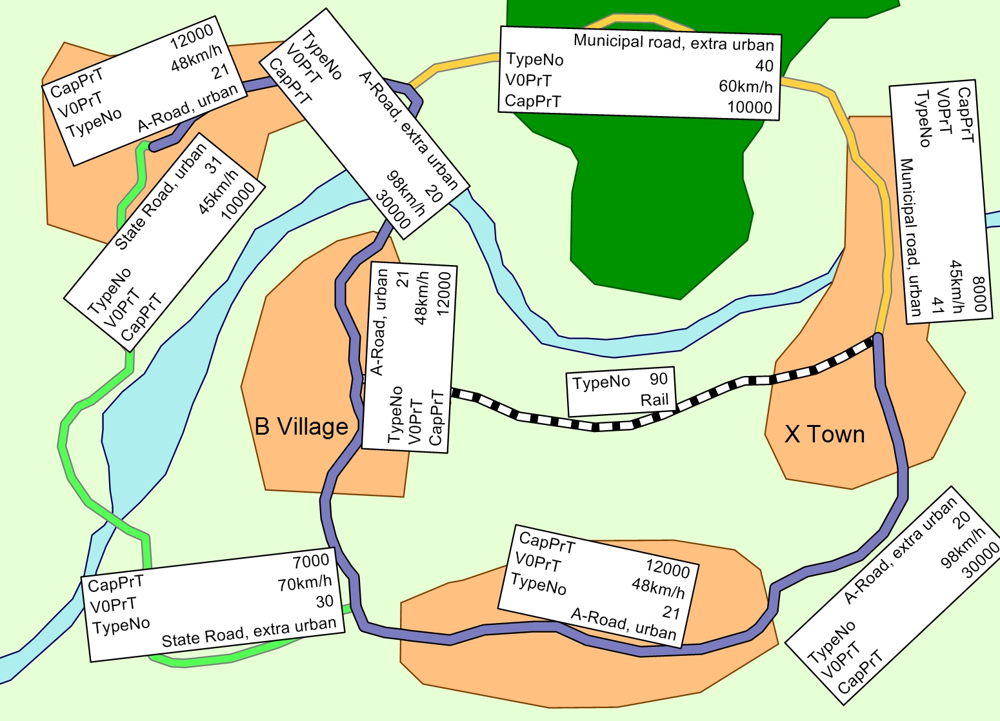 12000
CapPrT 48km/h
V0PrT 21
TypeNo A-Road, urban
TypeNo A-Road, extra urban
V0PrT 20
CapPrT 98km/h
30000
Municipal road, extra urban
TypeNo 40
V0PrT 60km/h
CapPrT 10000
CapPrT 8000
V0PrT 45km/h
TypeNo 41
Municipal road, urban
State Road, urban
TypeNo 31
V0PrT 45km/h
CapPrT 10000
A-Road, urban
TypeNo 21
V0PrT 48km/h
CapPrT 12000
TypeNo 90
Rail
B Village
X Town
CapPrT 7000
V0PrT 70km/h
TypeNo 30
State Road, extra urban
CapPrT 12000
V0PrT 48km/h
TypeNo 21
A-Road, urban
A-Road, extra urban
TypeNo 20
V0PrT 98km/h
CapPrT 30000